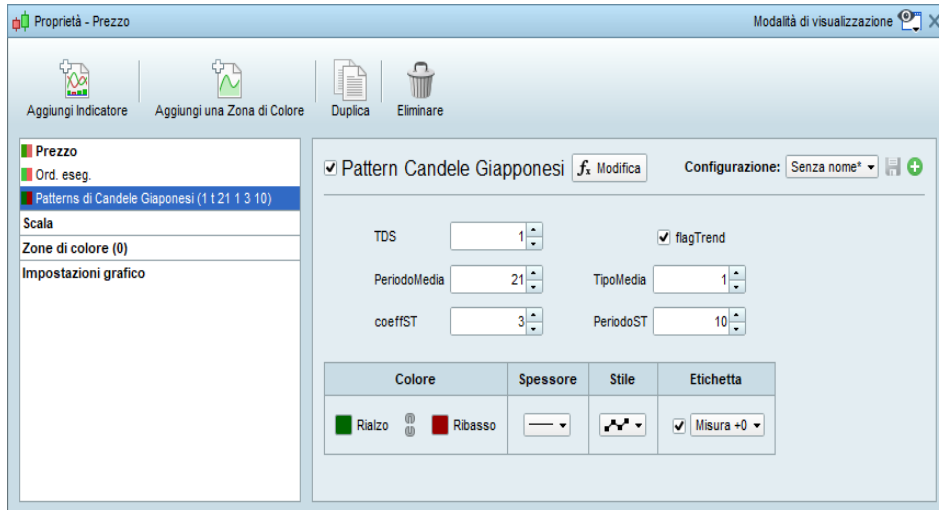 Proprietà - Prezzo
Modalità di visualizzazione
Aggiungi Indicatore
Aggiungi una Zona di Colore
Duplica
Eliminare
Prezzo
Ord. eseg.
Patterns di Candele Giaponesi (1 t 21 1 3 10)
Scala
Zone di colore (0)
Impostazioni grafico
Pattern Candele Giapponesi
fx Modifica
Configurazione: Senza nome*
TDS 1
flagTrend
PeriodoMedia 21
TipoMedia 1
coeffST 3
PeriodoST 10
Colore Spessore Stile Etichetta
Rialzo Ribasso Misura +0